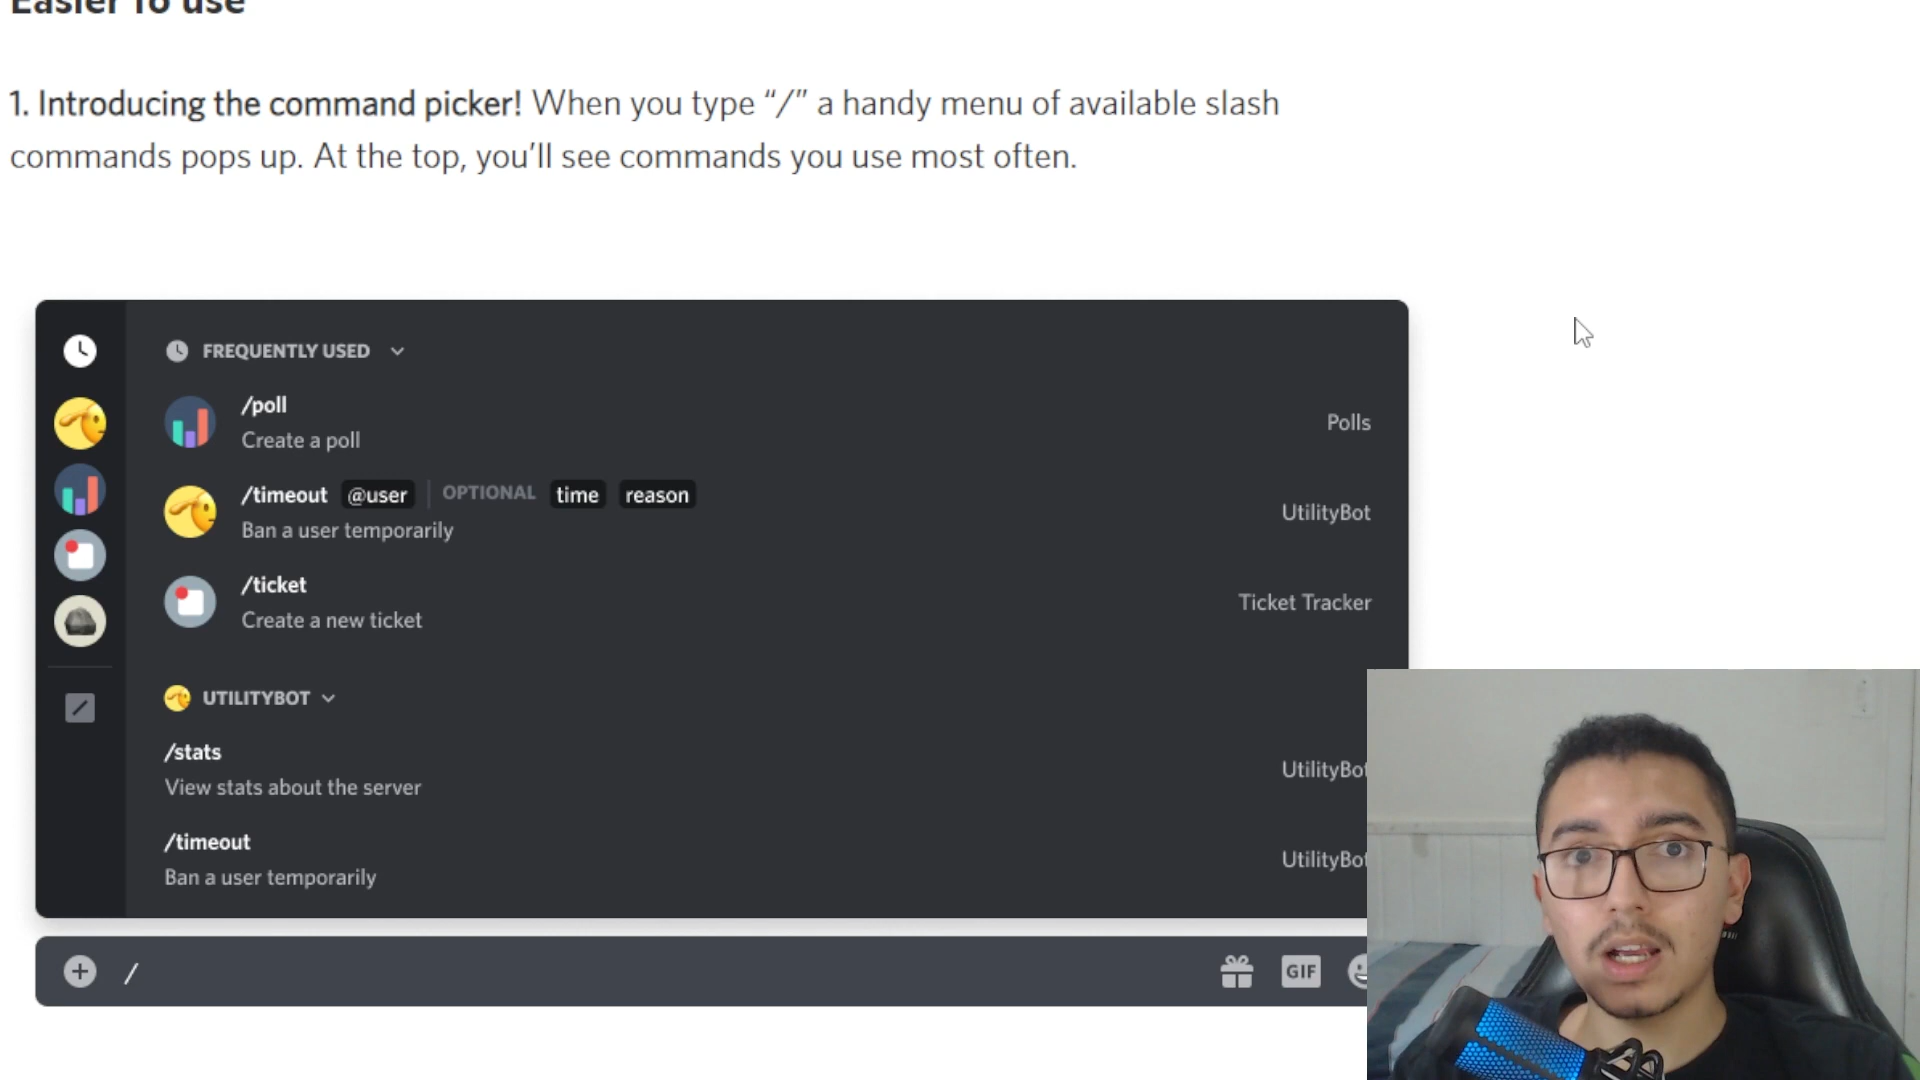 Easier to use
1. Introducing the command picker! When you type “/” a handy menu of available slash
commands pops up. At the top, you’ll see commands you use most often.
FREQUENTLY USED
/poll
Create a poll
Polls
/timeout @user OPTIONAL time reason
Ban a user temporarily
UtilityBot
/ticket
Create a new ticket
Ticket Tracker
UTILITYBOT
/stats
View stats about the server
UtilityBot
/timeout
Ban a user temporarily
UtilityBot
/
GIF